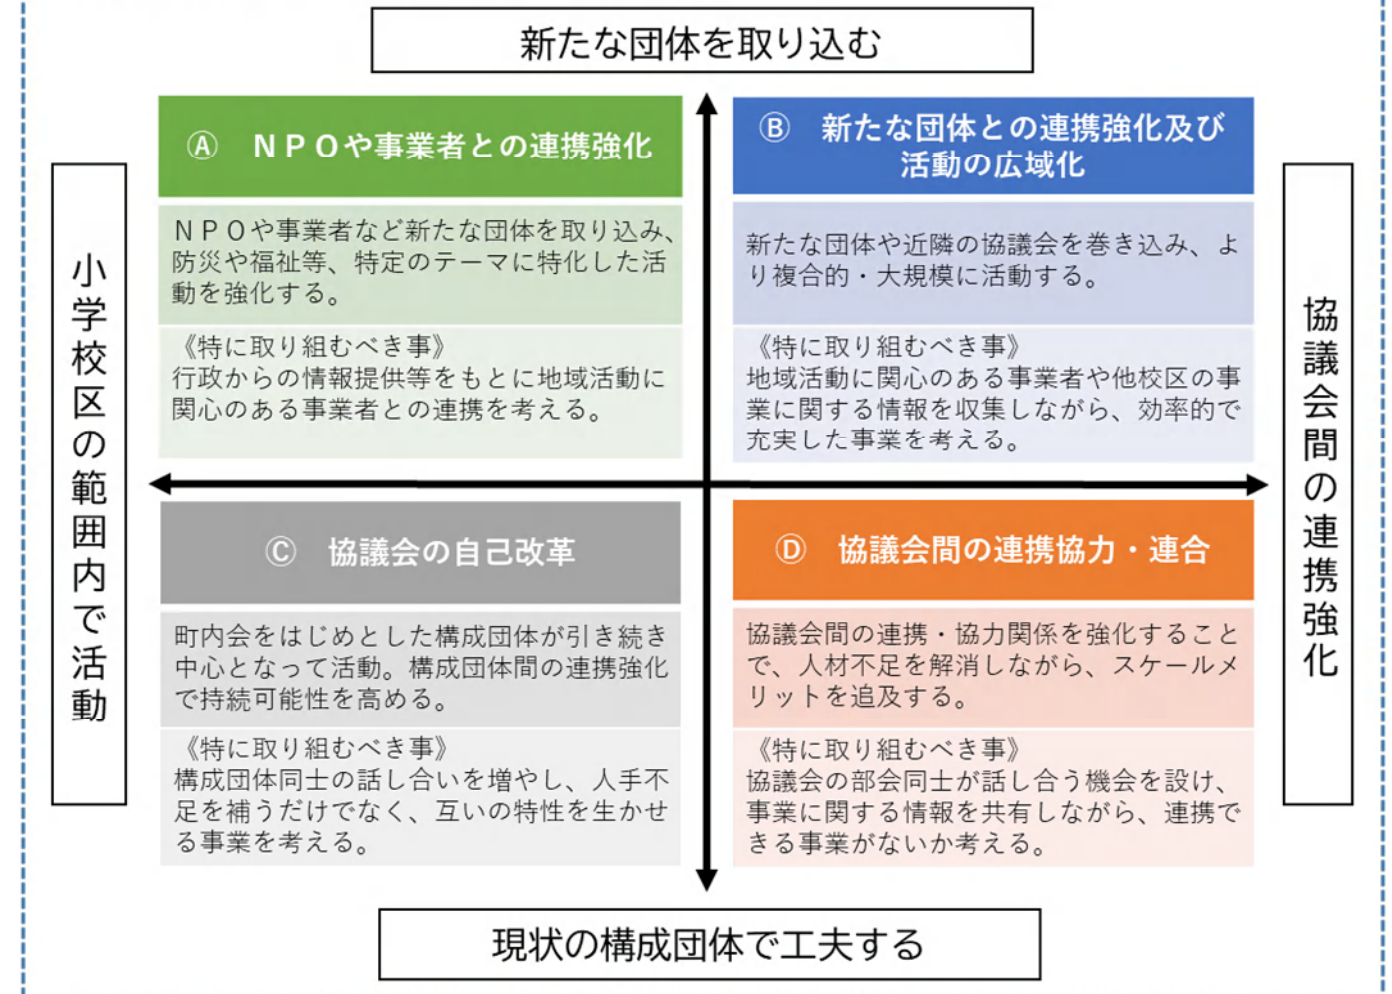 新たな団体を取り込む
小学校区の範囲内で活動
Ⓐ　ＮＰＯや事業者との連携強化
ＮＰＯや事業者など新たな団体を取り込み、
防災や福祉等、特定のテーマに特化した活
動を強化する。
《特に取り組むべき事》
行政からの情報提供等をもとに地域活動に
関心のある事業者との連携を考える。
Ⓑ　新たな団体との連携強化及び
活動の広域化
新たな団体や近隣の協議会を巻き込み、よ
り複合的・大規模に活動する。
《特に取り組むべき事》
地域活動に関心のある事業者や他校区の事
業に関する情報を収集しながら、効率的で
充実した事業を考える。
Ⓒ　協議会の自己改革
町内会をはじめとした構成団体が引き続き
中心となって活動。構成団体間の連携強化
で持続可能性を高める。
《特に取り組むべき事》
構成団体同士の話し合いを増やし、人手不
足を補うだけでなく、互いの特性を生かせ
る事業を考える。
Ⓓ　協議会間の連携協力・連合
協議会間の連携・協力関係を強化すること
で、人材不足を解消しながら、スケールメ
リットを追及する。
《特に取り組むべき事》
協議会の部会同士が話し合う機会を設け、
事業に関する情報を共有しながら、連携で
きる事業がないか考える。
協議会間の連携強化
現状の構成団体で工夫する